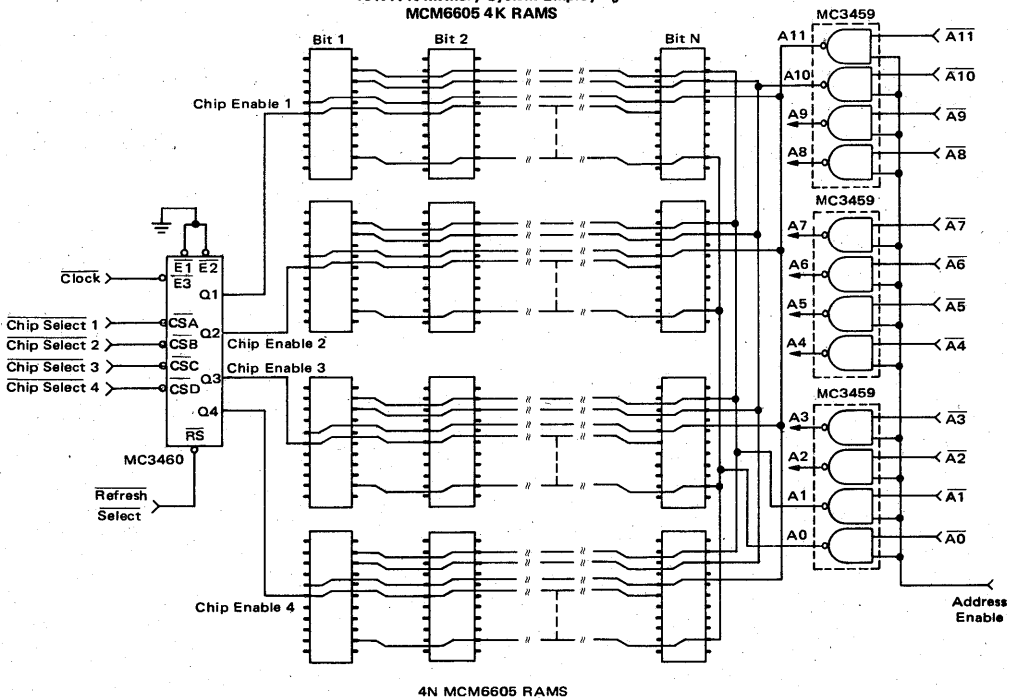 MCM6605 4K RAMS
Bit 1
Bit 2
Bit N
MC3459
A11
A11
A10
A10
A9
A9
A8
A8
Chip Enable 1
MC3459
A7
A7
A6
A6
A5
A5
A4
A4
Clock
E1 E2
E3
Q1
Chip Select 1
CSA
Q2
Chip Select 2
CSB
Chip Enable 2
Chip Select 3
CSC
Chip Enable 3
Q3
Chip Select 4
CSD
Q4
RS
MC3460
Refresh
Select
MC3459
A3
A3
A2
A2
A1
A1
A0
A0
Chip Enable 4
Address
Enable
4N MCM6605 RAMS